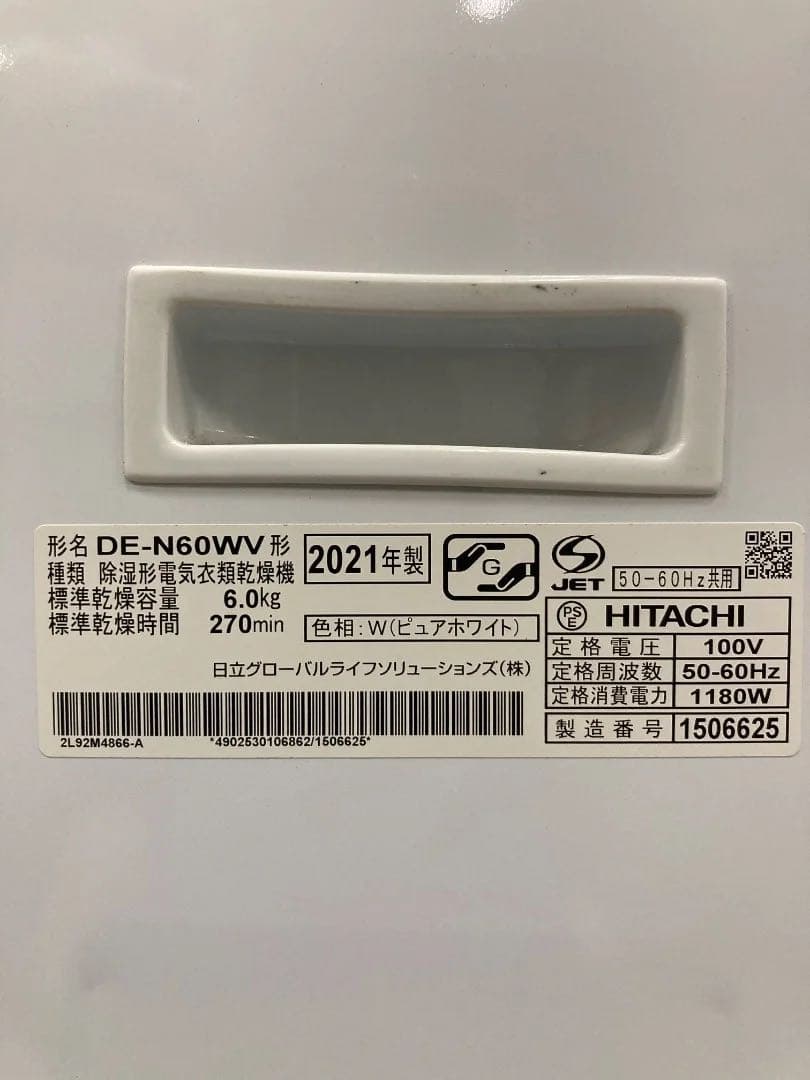 形名 DE-N60WV 形
種類 除湿形電気衣類乾燥機
標準乾燥容量 6.0kg
標準乾燥時間 270min
2021年製
色相:W(ピュアホワイト)
G
S
JET
50-60Hz共用
日立グローバルライフソリューションズ(株)
2L92M4866-A
*4902530106862/1506625*
PSE HITACHI
定格電圧 100V
定格周波数 50-60Hz
定格消費電力 1180W
製造番号 1506625